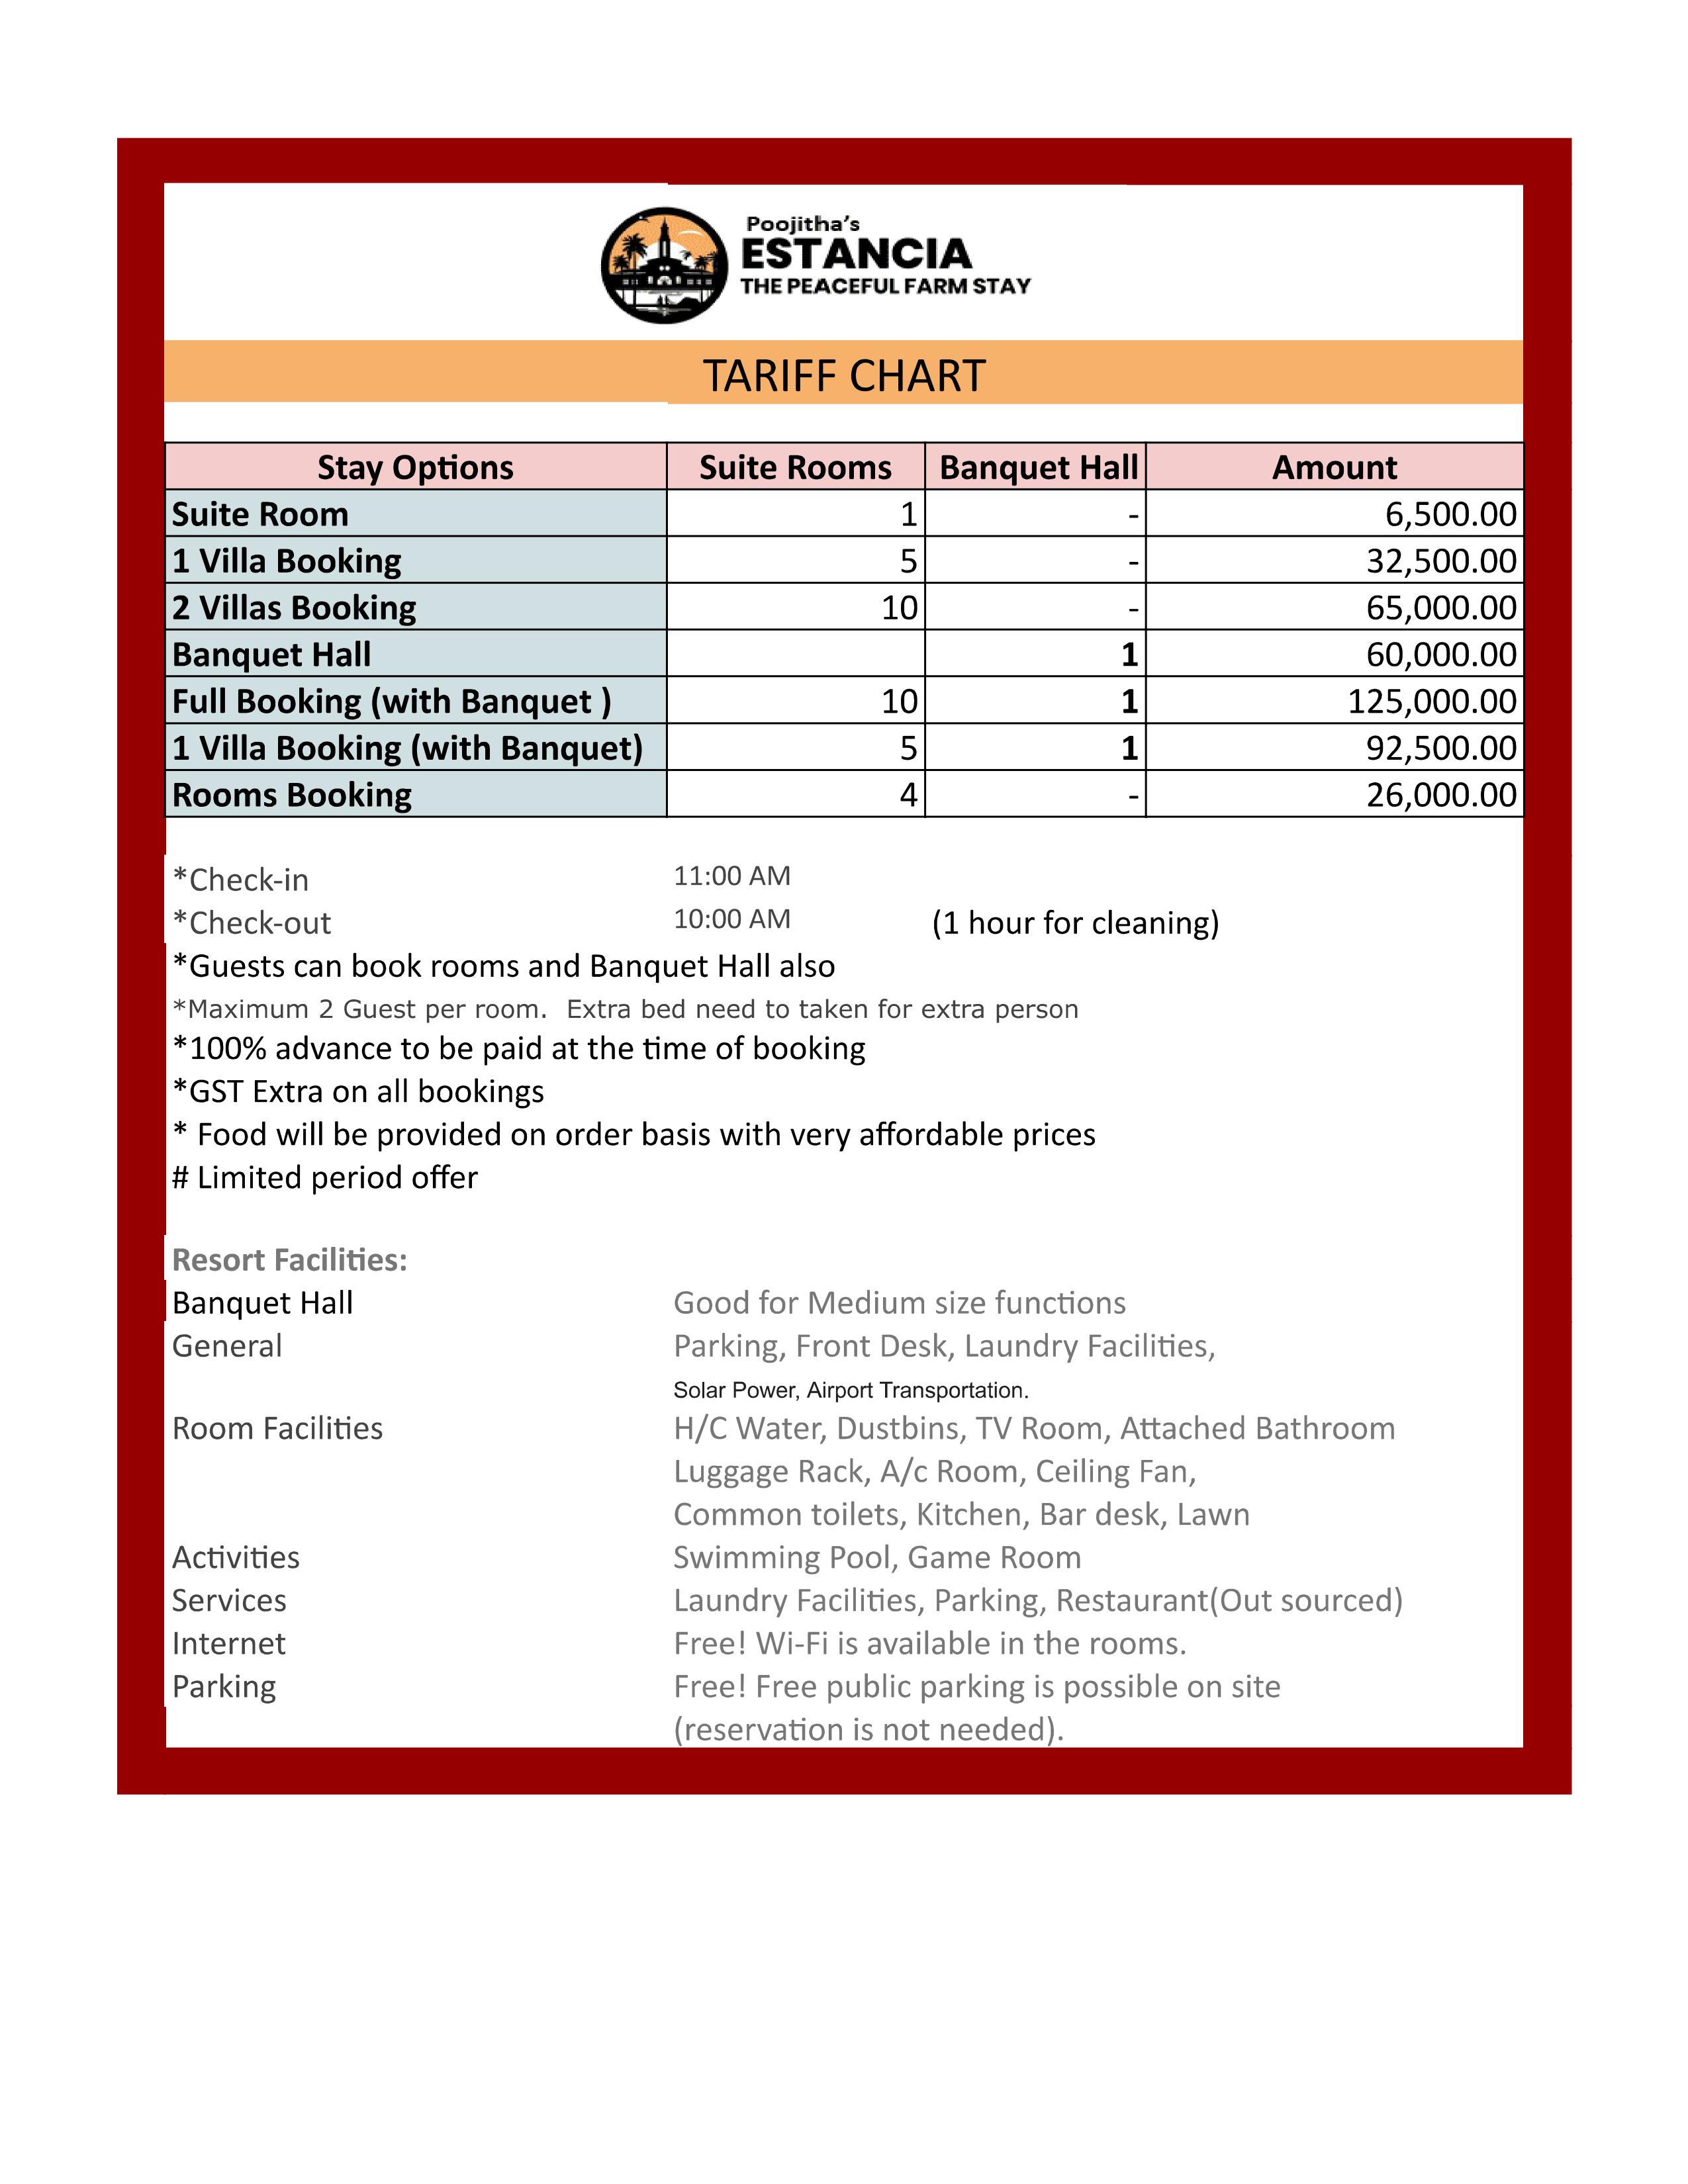 Poojitha's
ESTANCIA
THE PEACEFUL FARM STAY
TARIFF CHART
Stay Options Suite Rooms Banquet Hall Amount
Suite Room 1 - 6,500.00
1 Villa Booking 5 - 32,500.00
2 Villas Booking 10 - 65,000.00
Banquet Hall 1 60,000.00
Full Booking (with Banquet ) 10 1 125,000.00
1 Villa Booking (with Banquet) 5 1 92,500.00
Rooms Booking 4 - 26,000.00
*Check-in 11:00 AM
*Check-out 10:00 AM (1 hour for cleaning)
*Guests can book rooms and Banquet Hall also
*Maximum 2 Guest per room. Extra bed need to taken for extra person
*100% advance to be paid at the time of booking
*GST Extra on all bookings
* Food will be provided on order basis with very affordable prices
# Limited period offer
Resort Facilities:
Banquet Hall Good for Medium size functions
General Parking, Front Desk, Laundry Facilities,
Solar Power, Airport Transportation.
Room Facilities H/C Water, Dustbins, TV Room, Attached Bathroom
Luggage Rack, A/c Room, Ceiling Fan,
Common toilets, Kitchen, Bar desk, Lawn
Activities Swimming Pool, Game Room
Services Laundry Facilities, Parking, Restaurant(Out sourced)
Internet Free! Wi-Fi is available in the rooms.
Parking Free! Free public parking is possible on site
(reservation is not needed).